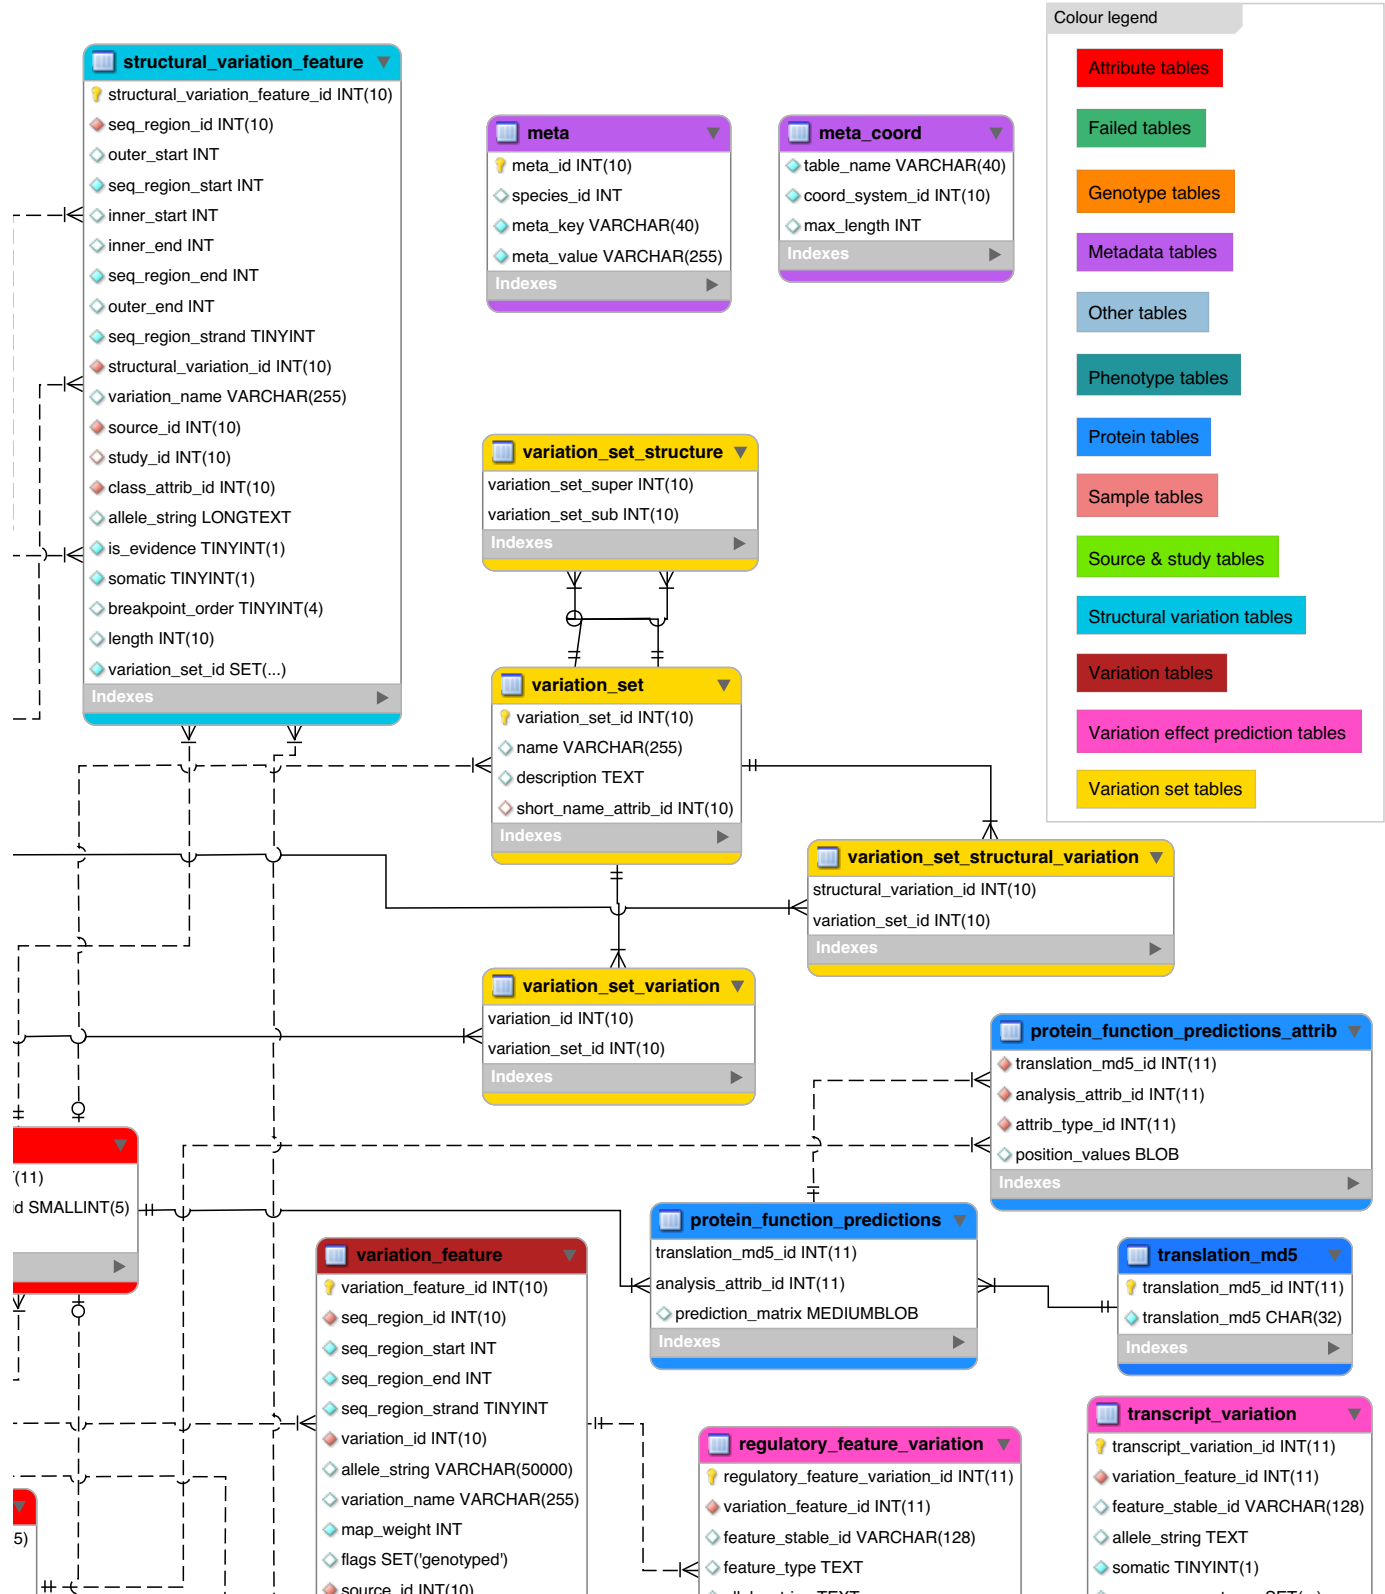 structural_variation_feature
structural_variation_feature_id INT(10)
seq_region_id INT(10)
outer_start INT
seq_region_start INT
inner_start INT
inner_end INT
seq_region_end INT
outer_end INT
seq_region_strand TINYINT
structural_variation_id INT(10)
variation_name VARCHAR(255)
source_id INT(10)
study_id INT(10)
class_attrib_id INT(10)
allele_string LONGTEXT
is_evidence TINYINT(1)
somatic TINYINT(1)
breakpoint_order TINYINT(4)
length INT(10)
variation_set_id SET(...)
Indexes
meta
meta_id INT(10)
species_id INT
meta_key VARCHAR(40)
meta_value VARCHAR(255)
Indexes
meta_coord
table_name VARCHAR(40)
coord_system_id INT(10)
max_length INT
Indexes
Colour legend
Attribute tables
Failed tables
Genotype tables
Metadata tables
Other tables
Phenotype tables
Protein tables
Sample tables
Source & study tables
Structural variation tables
Variation tables
Variation effect prediction tables
Variation set tables
variation_set_structure
variation_set_super INT(10)
variation_set_sub INT(10)
Indexes
variation_set
variation_set_id INT(10)
name VARCHAR(255)
description TEXT
short_name_attrib_id INT(10)
Indexes
variation_set_structural_variation
structural_variation_id INT(10)
variation_set_id INT(10)
Indexes
variation_set_variation
variation_id INT(10)
variation_set_id INT(10)
Indexes
protein_function_predictions_attrib
translation_md5_id INT(11)
analysis_attrib_id INT(11)
attrib_type_id INT(11)
position_values BLOB
Indexes
(11)
id SMALLINT(5)
protein_function_predictions
translation_md5_id INT(11)
analysis_attrib_id INT(11)
prediction_matrix MEDIUMBLOB
Indexes
translation_md5
translation_md5_id INT(11)
translation_md5 CHAR(32)
Indexes
variation_feature
variation_feature_id INT(10)
seq_region_id INT(10)
seq_region_start INT
seq_region_end INT
seq_region_strand TINYINT
variation_id INT(10)
allele_string VARCHAR(50000)
variation_name VARCHAR(255)
map_weight INT
flags SET('genotyped')
source_id INT(10)
5)
regulatory_feature_variation
regulatory_feature_variation_id INT(11)
variation_feature_id INT(11)
feature_stable_id VARCHAR(128)
feature_type TEXT
transcript_variation
transcript_variation_id INT(11)
variation_feature_id INT(11)
feature_stable_id VARCHAR(128)
allele_string TEXT
somatic TINYINT(1)